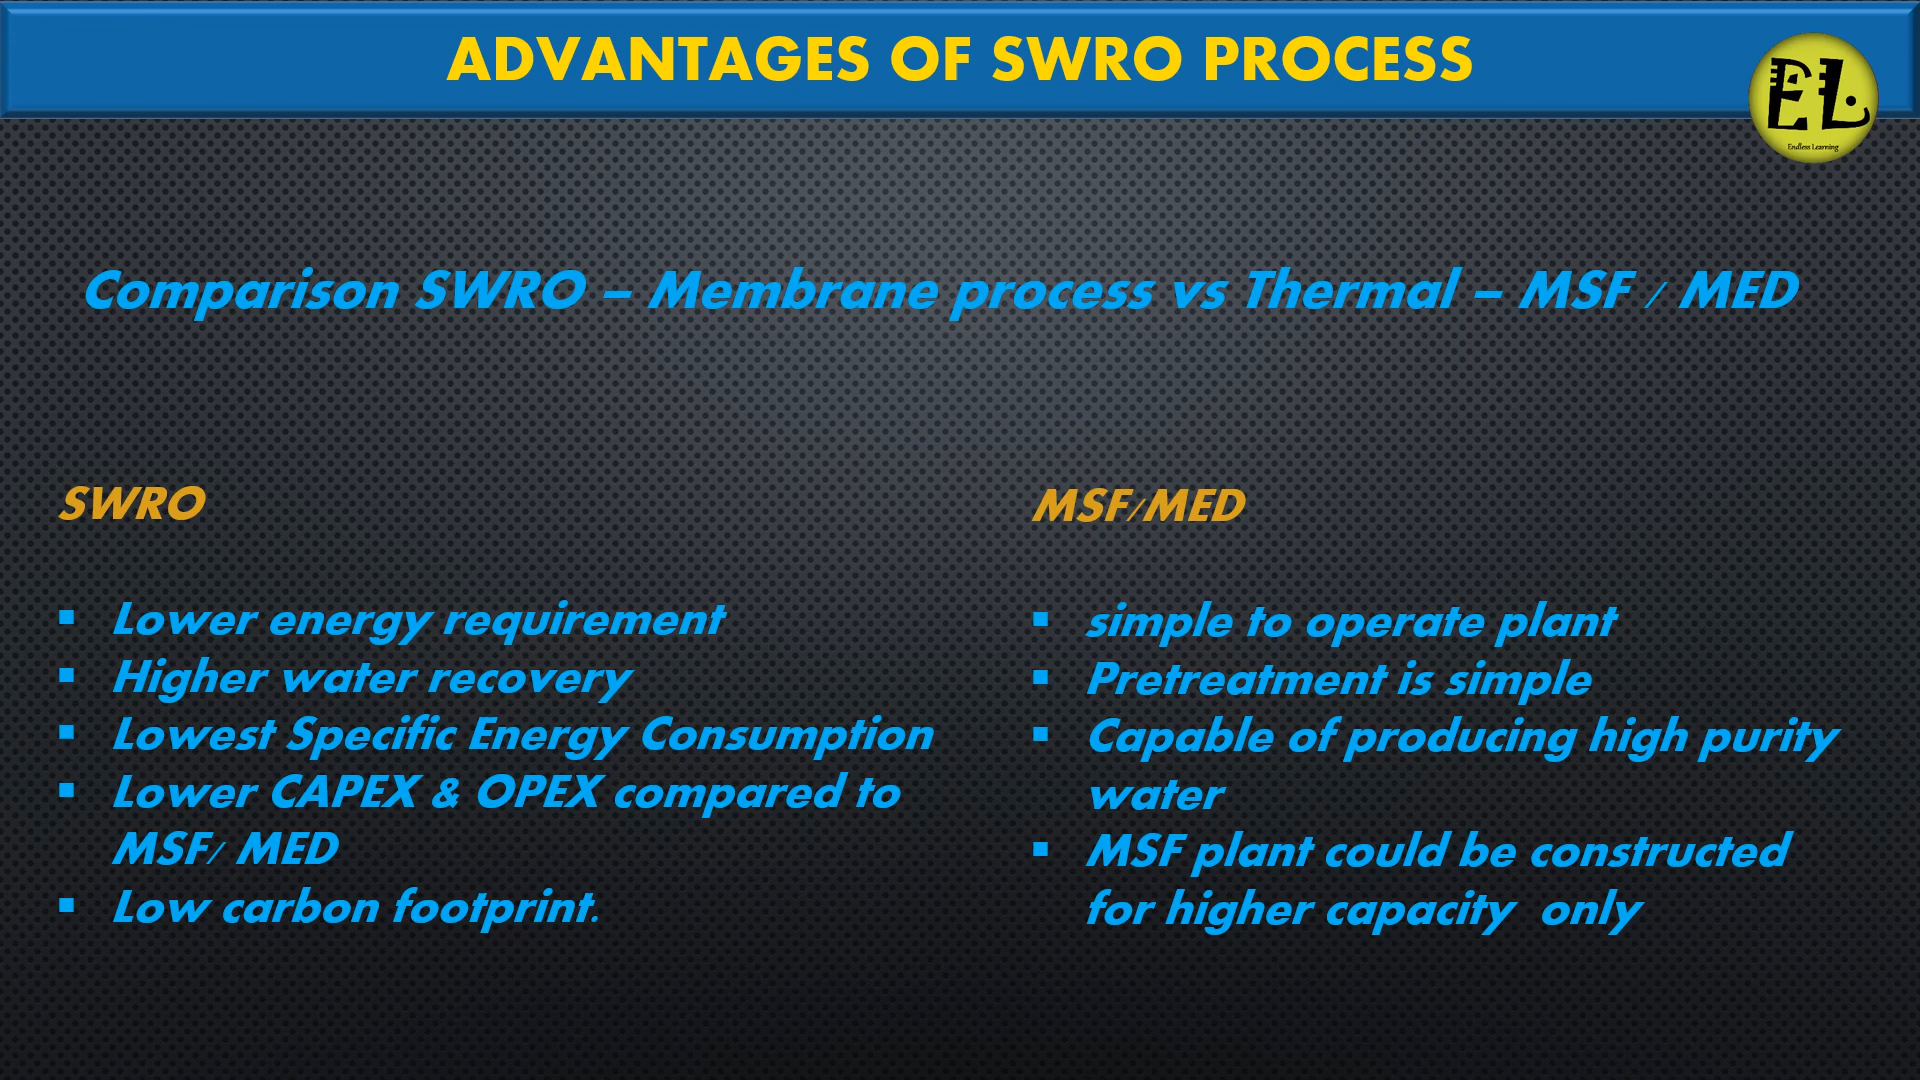 ADVANTAGES OF SWRO PROCESS
EL
Endless Learning
Comparison SWRO – Membrane process vs Thermal – MSF / MED
SWRO
▪ Lower energy requirement
▪ Higher water recovery
▪ Lowest Specific Energy Consumption
▪ Lower CAPEX & OPEX compared to
MSF/ MED
▪ Low carbon footprint.
MSF/MED
▪ simple to operate plant
▪ Pretreatment is simple
▪ Capable of producing high purity
water
▪ MSF plant could be constructed
for higher capacity  only